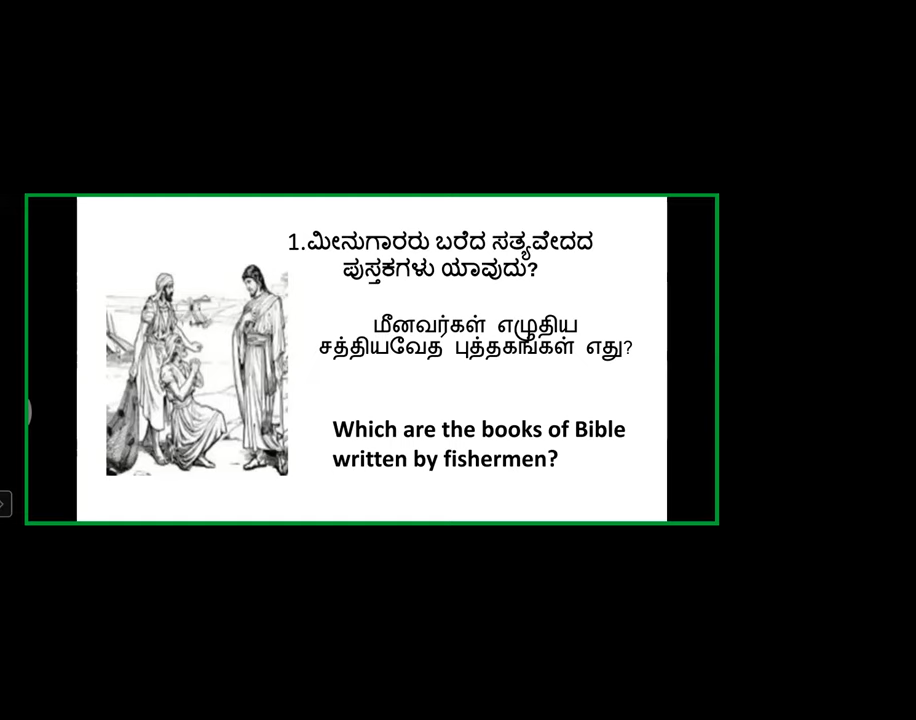 1.ಮೀನುಗಾರರು ಬರೆದ ಸತ್ಯವೇದದ
ಪುಸ್ತಕಗಳು ಯಾವುದು?
மீனவர்கள் எழுதிய
சத்தியவேத புத்தகங்கள் எது?
Which are the books of Bible
written by fishermen?